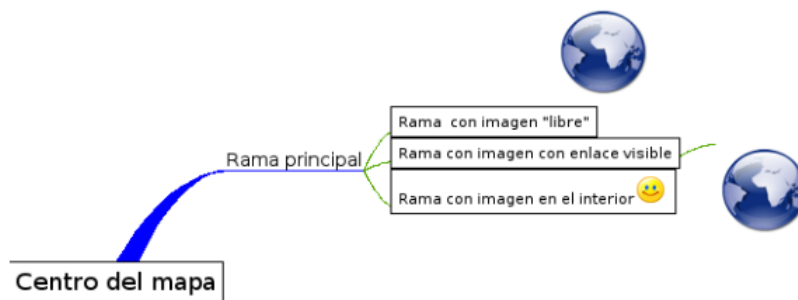 Rama con imagen "libre"
Rama con imagen con enlace visible
Rama principal
Rama con imagen en el interior
Centro del mapa